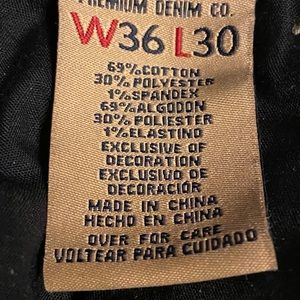 PREMIUM DENIM CO.
W36 L30
69%COTTON
30%POLYESTER
1%SPANDEX
69%ALGODON
30%POLIESTER
1%ELASTINO
EXCLUSIVE OF
DECORATION
EXCLUSIVO DE
DECORACIÓR
MADE IN CHINA
HECHO EN CHINA
OVER FOR CARE
VOLTEAR PARA CUIDADO